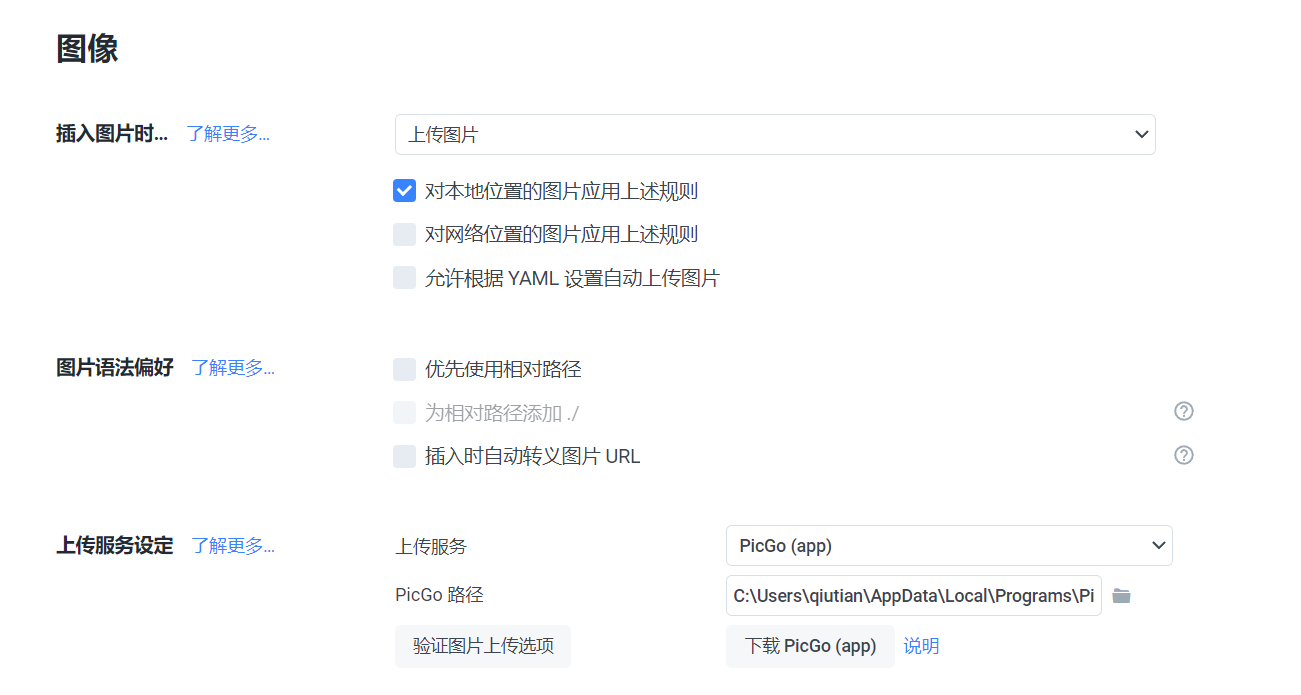 图像
插入图片时... 了解更多... 上传图片
对本地位置的图片应用上述规则
对网络位置的图片应用上述规则
允许根据 YAML 设置自动上传图片
图片语法偏好 了解更多... 优先使用相对路径
为相对路径添加 ./
插入时自动转义图片 URL
上传服务设定 了解更多... 上传服务 PicGo (app)
PicGo 路径 C:\Users\qiutian\AppData\Local\Programs\Pi
验证图片上传选项 下载 PicGo (app) 说明